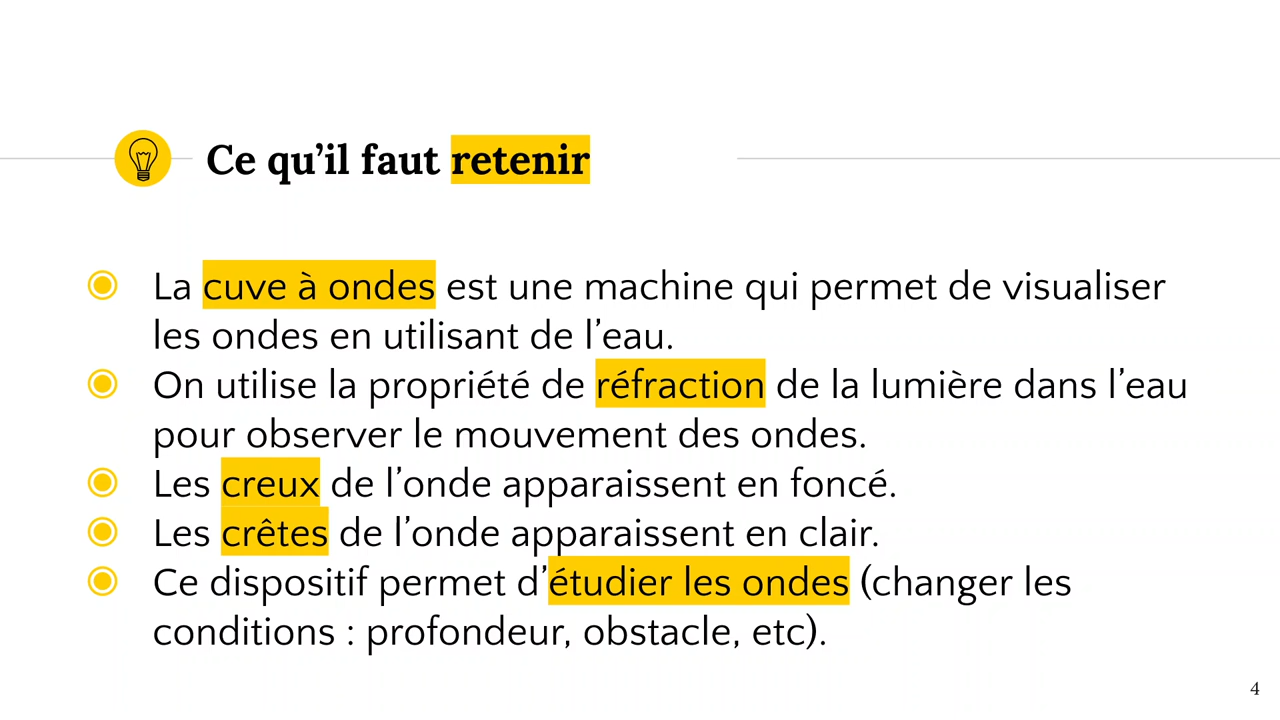 Ce qu’il faut retenir
La cuve à ondes est une machine qui permet de visualiser
les ondes en utilisant de l’eau.
On utilise la propriété de réfraction de la lumière dans l’eau
pour observer le mouvement des ondes.
Les creux de l’onde apparaissent en foncé.
Les crêtes de l’onde apparaissent en clair.
Ce dispositif permet d’étudier les ondes (changer les
conditions : profondeur, obstacle, etc).
4